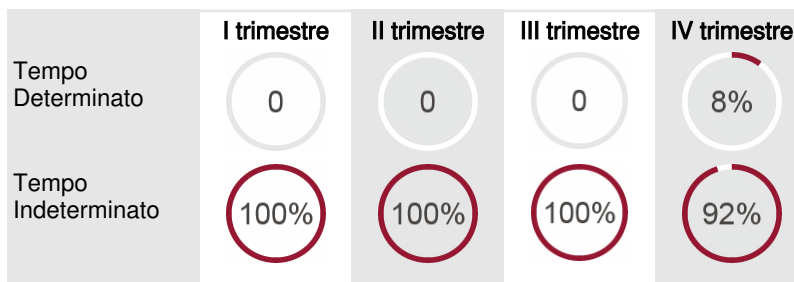 I trimestre II trimestre III trimestre IV trimestre
Tempo
Determinato
0 0 0 8%
Tempo
Indeterminato
100% 100% 100% 92%